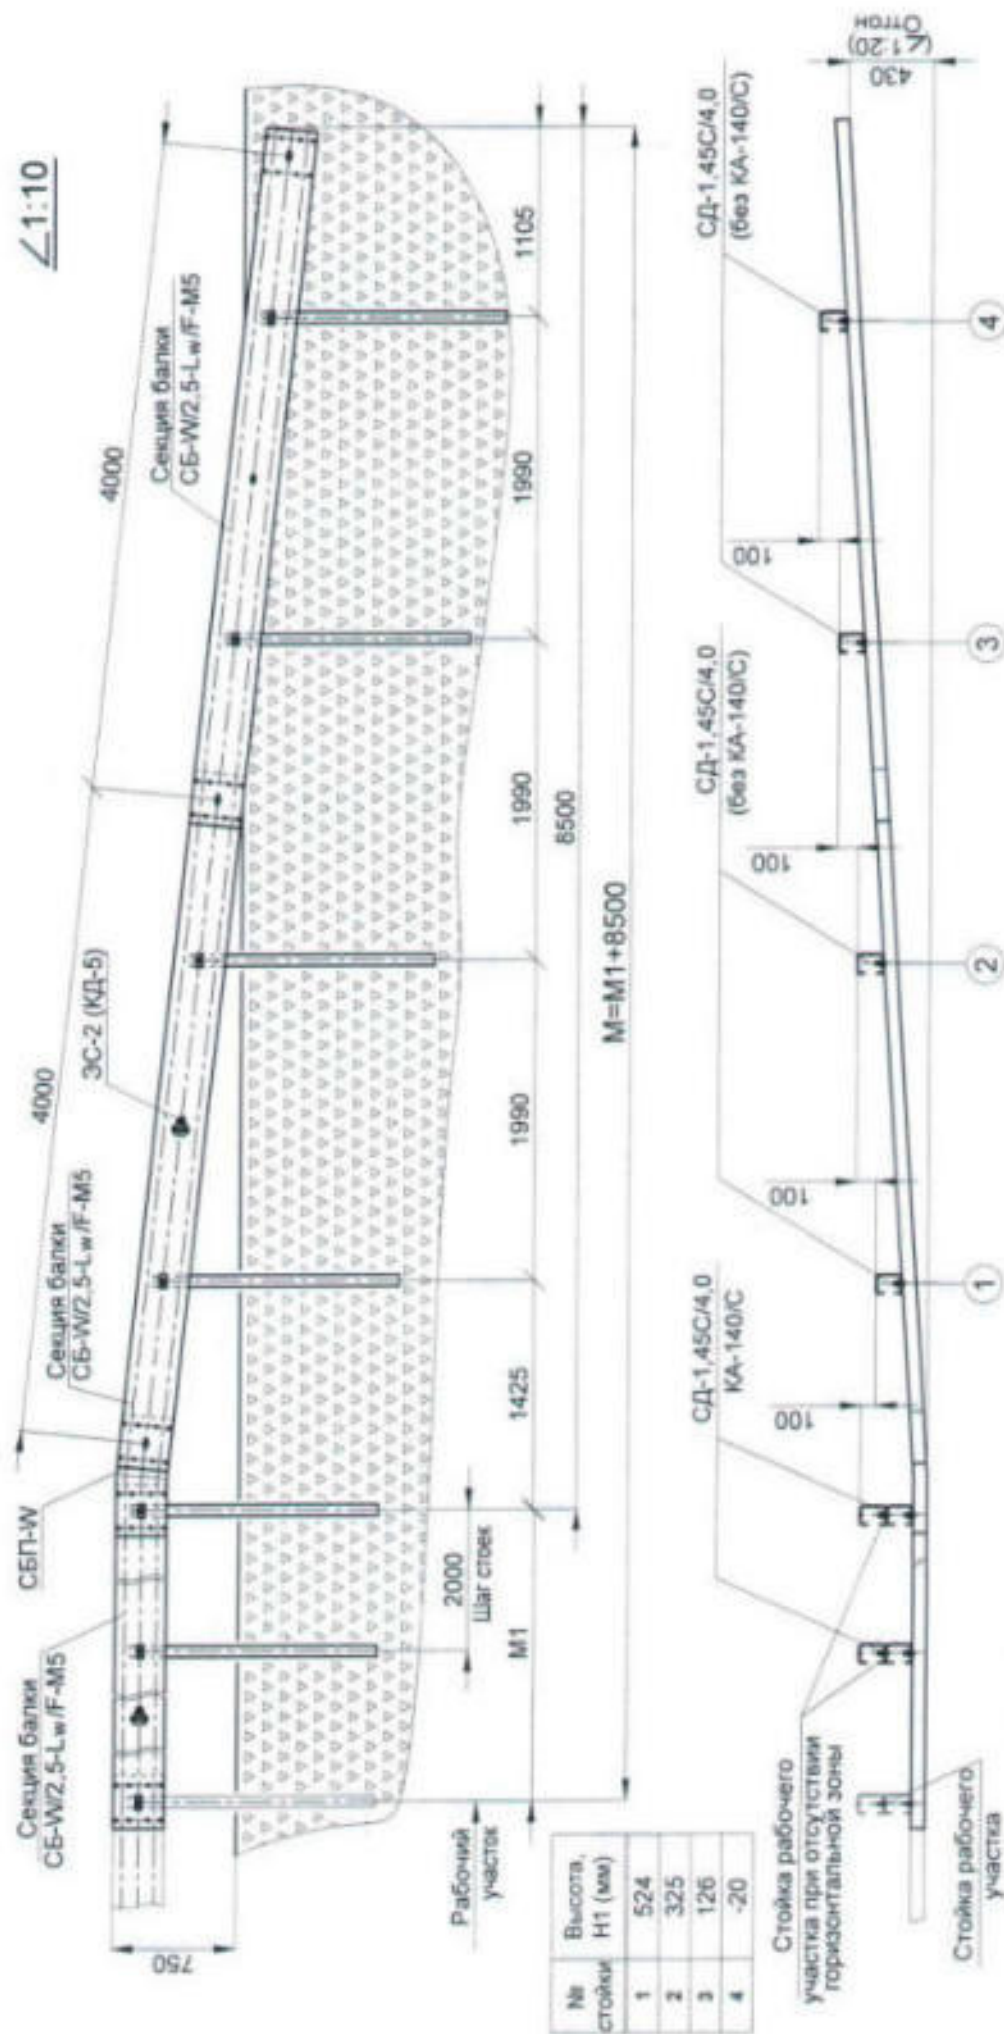 ∠1:10
4000
4000
Секция балки
СБ-W/2,5-Lw/F-M5
СБП-W
Секция балки
СБ-W/2,5-Lw/F-M5
ЭС-2 (КД-5)
Секция балки
СБ-W/2,5-Lw/F-M5
750
Рабочий
участок
2000
Шаг стоек
М1
1425
1990
1990
1990
1105
8500
М=М1+8500
№
стойки
Высота,
Н1 (мм)
1
524
2
325
3
126
4
-20
СД-1,45С/4,0
КА-140/С
СД-1,45С/4,0
(без КА-140/С)
СД-1,45С/4,0
(без КА-140/С)
100
100
100
100
430
(∠1:20)
Отгон
Стойка рабочего
участка при отсутствии
горизонтальной зоны
Стойка рабочего
участка
1
2
3
4